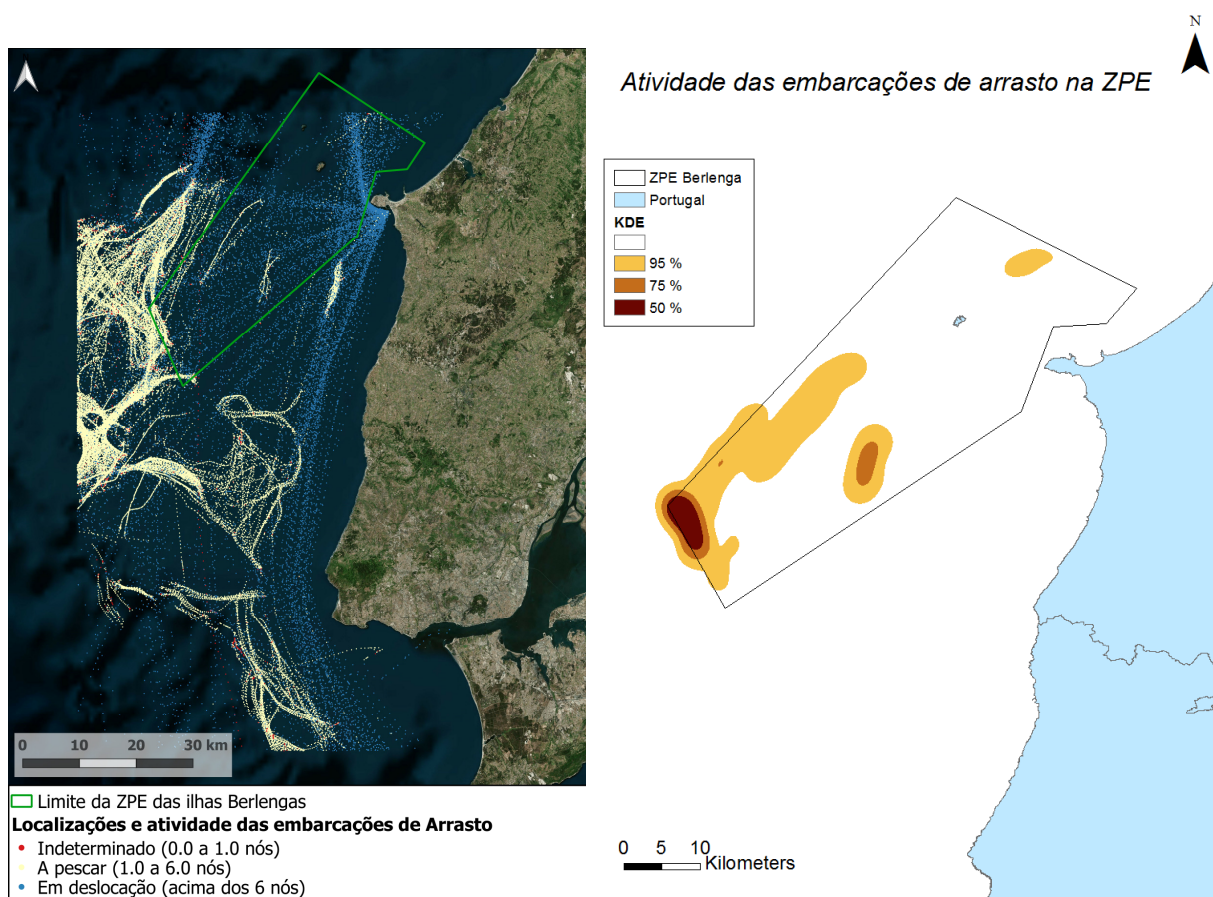 0 10 20 30 km
Limite da ZPE das ilhas Berlengas
Localizações e atividade das embarcações de Arrasto
Indeterminado (0.0 a 1.0 nós)
A pescar (1.0 a 6.0 nós)
Em deslocação (acima dos 6 nós)
N
Atividade das embarcações de arrasto na ZPE
ZPE Berlenga
Portugal
KDE
95 %
75 %
50 %
0 5 10
Kilometers